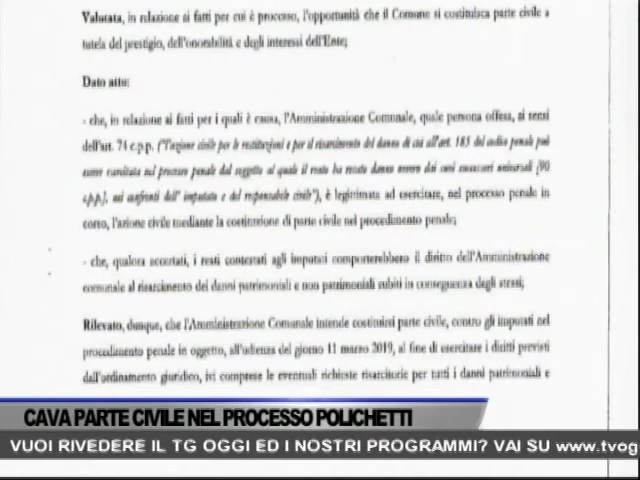 Valutata, in relazione ai fatti per cui è processo, l'opportunità che il Comune si costituisca parte civile a
tutela del prestigio, dell'onorabilità e degli interessi dell'Ente;
Dato atto:
- che, in relazione ai fatti per i quali è causa, l'Amministrazione Comunale, quale persona offesa, ai sensi
dell'art. 74 c.p.p. ("l'azione civile per le restituzioni e per il risarcimento del danno di cui all'art. 185 del codice penale può
essere esercitata nel processo penale dal soggetto al quale il reato ha recato danno ovvero dai suoi successori universali (90
c.p.p.), nei confronti dell' imputato e del responsabile civile"), è legittimata ad esercitare, nel processo penale in
corso, l'azione civile mediante la costituzione di parte civile nel procedimento penale;
- che, qualora accertati, i reati contestati agli imputati comporterebbero il diritto dell'Amministrazione
comunale al risarcimento dei danni patrimoniali e non patrimoniali subiti in conseguenza degli stessi;
Rilevato, dunque, che l'Amministrazione Comunale intende costituirsi parte civile, contro gli imputati nel
procedimento penale in oggetto, all'udienza del giorno 11 marzo 2019, al fine di esercitare i diritti previsti
dall'ordinamento giuridico, ivi comprese le eventuali richieste risarcitorie per tutti i danni patrimoniali e
CAVA PARTE CIVILE NEL PROCESSO POLICHETTI
VUOI RIVEDERE IL TG OGGI ED I NOSTRI PROGRAMMI? VAI SU www.tvog